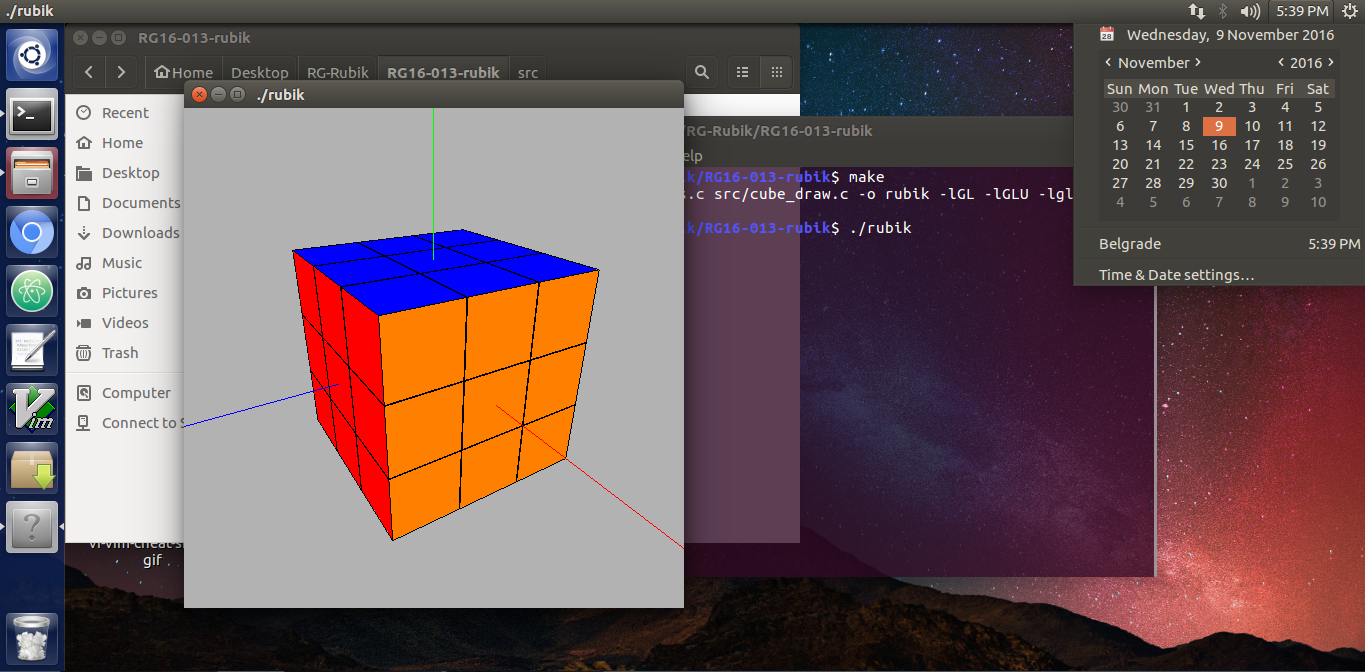 ./rubik
5:39 PM
RG16-013-rubik
Home Desktop RG-Rubik RG16-013-rubik src
Recent
Home
Desktop
Documents
Downloads
Music
Pictures
Videos
Trash
Computer
Connect to S
./rubik
/RG-Rubik/RG16-013-rubik
elp
k/RG16-013-rubik$ make
s.c src/cube_draw.c -o rubik -lGL -lGLU -lgl
k/RG16-013-rubik$ ./rubik
28 Wednesday, 9 November 2016
< November > < 2016 >
Sun Mon Tue Wed Thu Fri Sat
30 31 1 2 3 4 5
6 7 8 9 10 11 12
13 14 15 16 17 18 19
20 21 22 23 24 25 26
27 28 29 30 1 2 3
4 5 6 7 8 9 10
Belgrade 5:39 PM
Time & Date settings...
Vim
?
vi-vim-cheat-s
gif